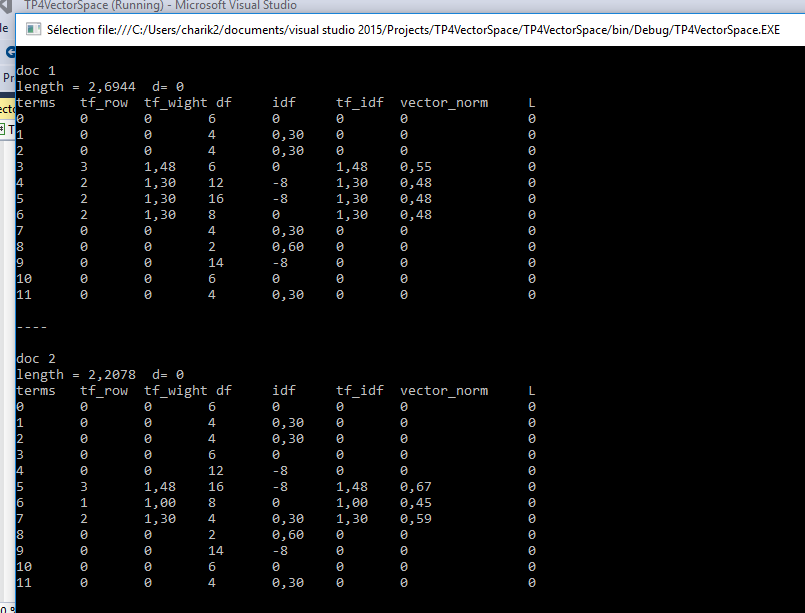 TP4VectorSpace (Running) - Microsoft Visual Studio
Sélection file:///C:/Users/charik2/documents/visual studio 2015/Projects/TP4VectorSpace/TP4VectorSpace/bin/Debug/TP4VectorSpace.EXE
doc 1
length = 2,6944  d= 0
terms tf_row tf_wight df idf tf_idf vector_norm L
0 0 0 6 0 0 0 0
1 0 0 4 0,30 0 0 0
2 0 0 4 0,30 0 0 0
3 3 1,48 6 0 1,48 0,55 0
4 2 1,30 12 -8 1,30 0,48 0
5 2 1,30 16 -8 1,30 0,48 0
6 2 1,30 8 0 1,30 0,48 0
7 0 0 4 0,30 0 0 0
8 0 0 2 0,60 0 0 0
9 0 0 14 -8 0 0 0
10 0 0 6 0 0 0 0
11 0 0 4 0,30 0 0 0
----
doc 2
length = 2,2078  d= 0
terms tf_row tf_wight df idf tf_idf vector_norm L
0 0 0 6 0 0 0 0
1 0 0 4 0,30 0 0 0
2 0 0 4 0,30 0 0 0
3 0 0 6 0 0 0 0
4 0 0 12 -8 0 0 0
5 3 1,48 16 -8 1,48 0,67 0
6 1 1,00 8 0 1,00 0,45 0
7 2 1,30 4 0,30 1,30 0,59 0
8 0 0 2 0,60 0 0 0
9 0 0 14 -8 0 0 0
10 0 0 6 0 0 0 0
11 0 0 4 0,30 0 0 0